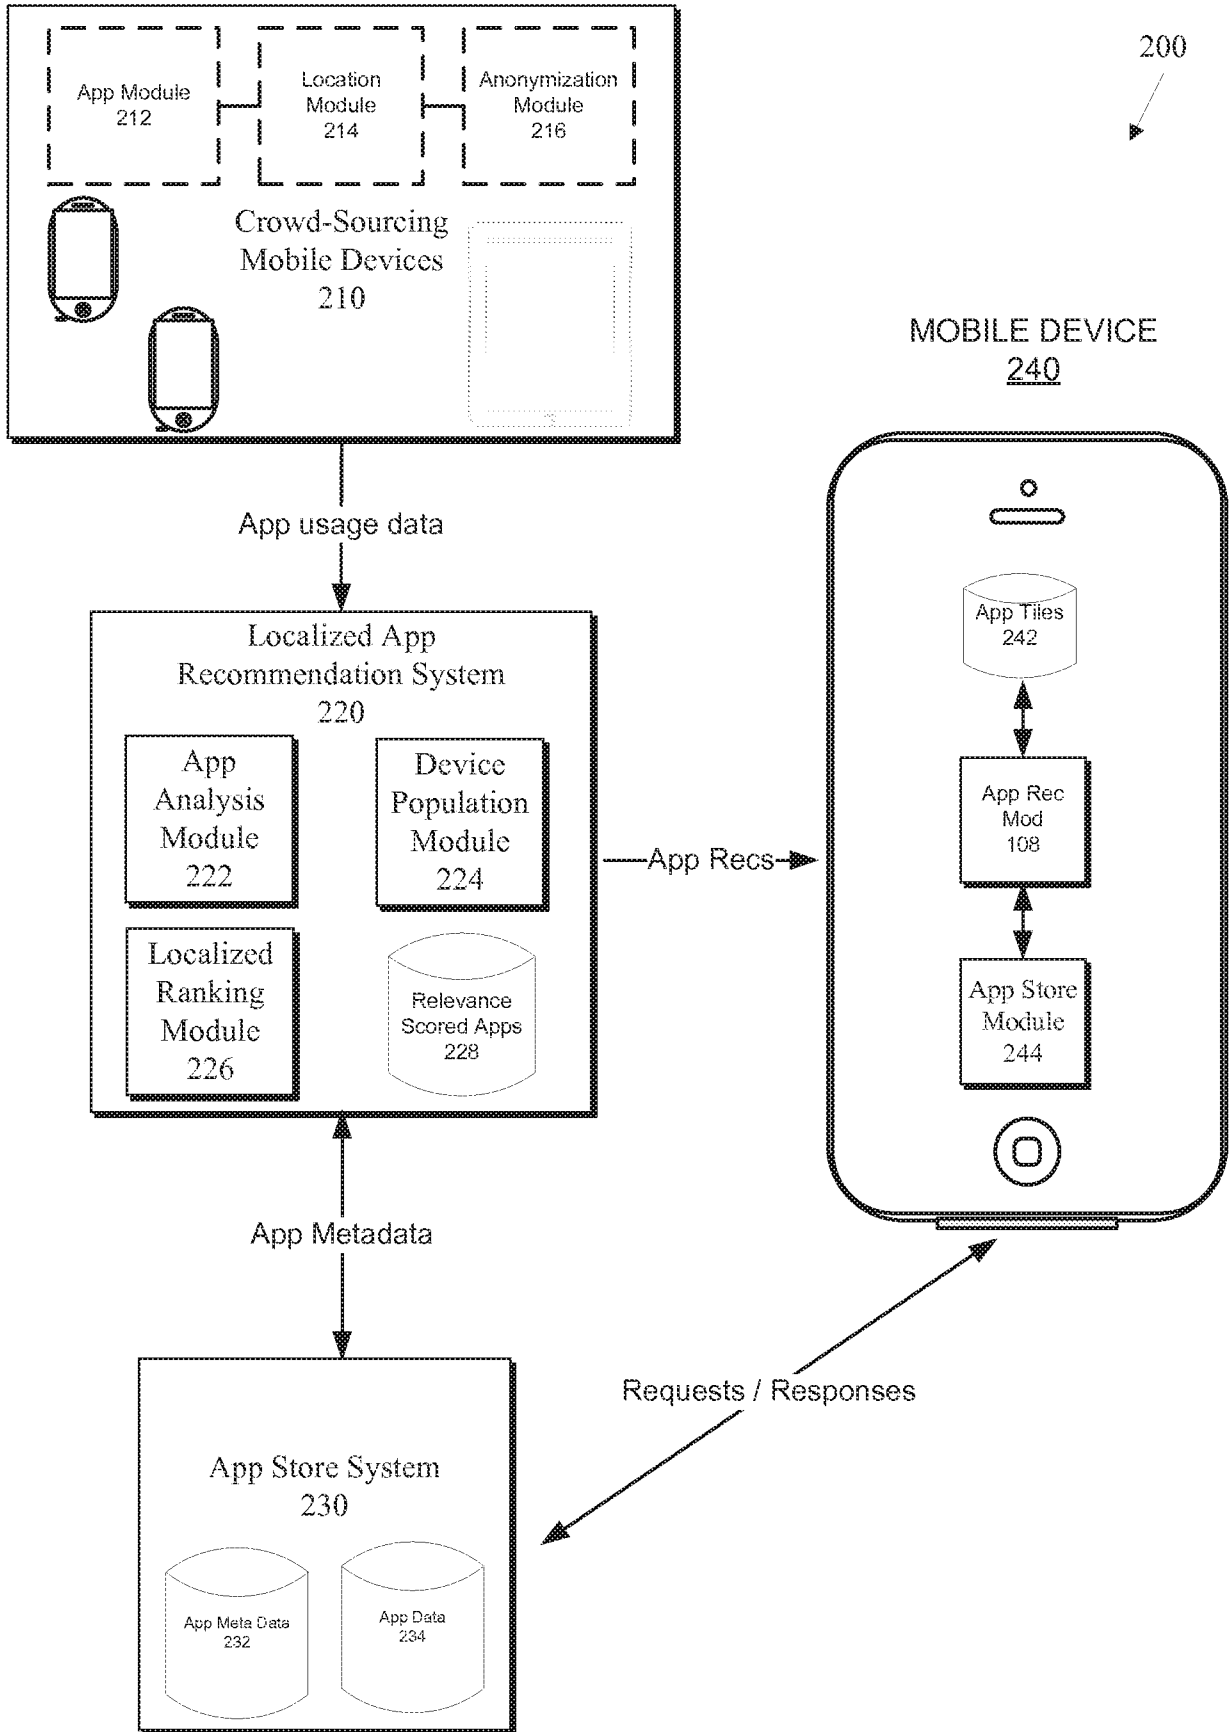 200
App Module
212
Location
Module
214
Anonymization
Module
216
Crowd-Sourcing
Mobile Devices
210
MOBILE DEVICE
240
App usage data
Localized App
Recommendation System
220
App
Analysis
Module
222
Device
Population
Module
224
Localized
Ranking
Module
226
Relevance
Scored Apps
228
App Recs
App Tiles
242
App Rec
Mod
108
App Store
Module
244
App Metadata
Requests / Responses
App Store System
230
App Meta Data
232
App Data
234